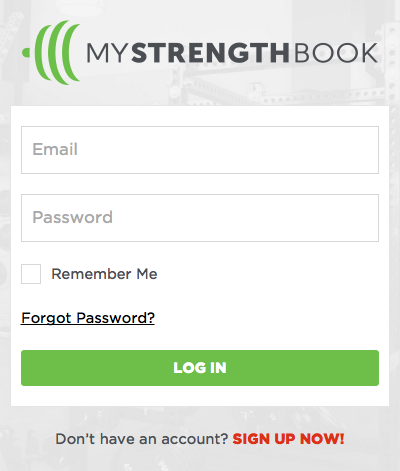 MYSTRENGTHBOOK
Email
Password
Remember Me
Forgot Password?
LOG IN
Don't have an account? SIGN UP NOW!